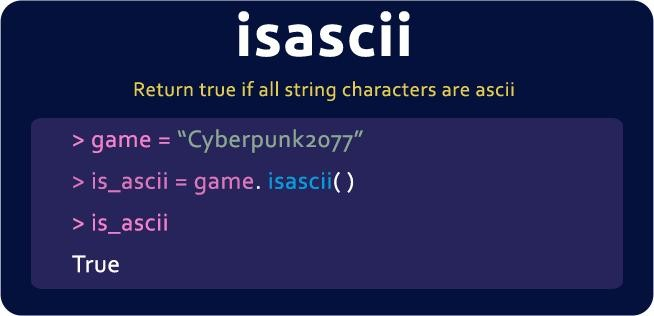 isascii
Return true if all string characters are ascii
> game = “Cyberpunk2077”
> is_ascii = game. isascii( )
> is_ascii
True